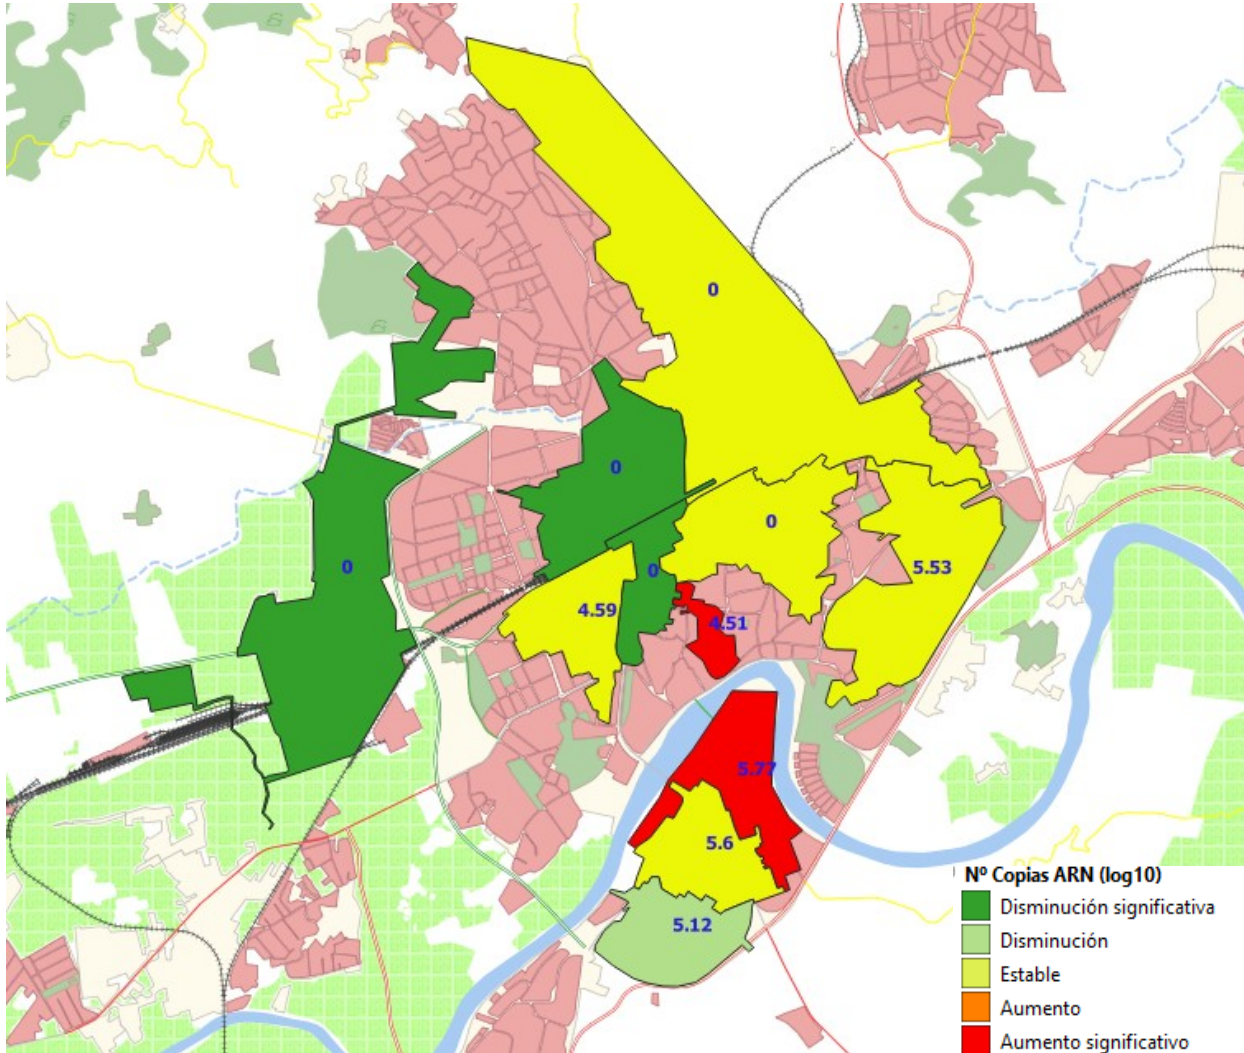 0
0
0
5.53
0
0
4.59
4.51
5.77
5.6
5.12
Nº Copias ARN (log10)
Disminución significativa
Disminución
Estable
Aumento
Aumento significativo